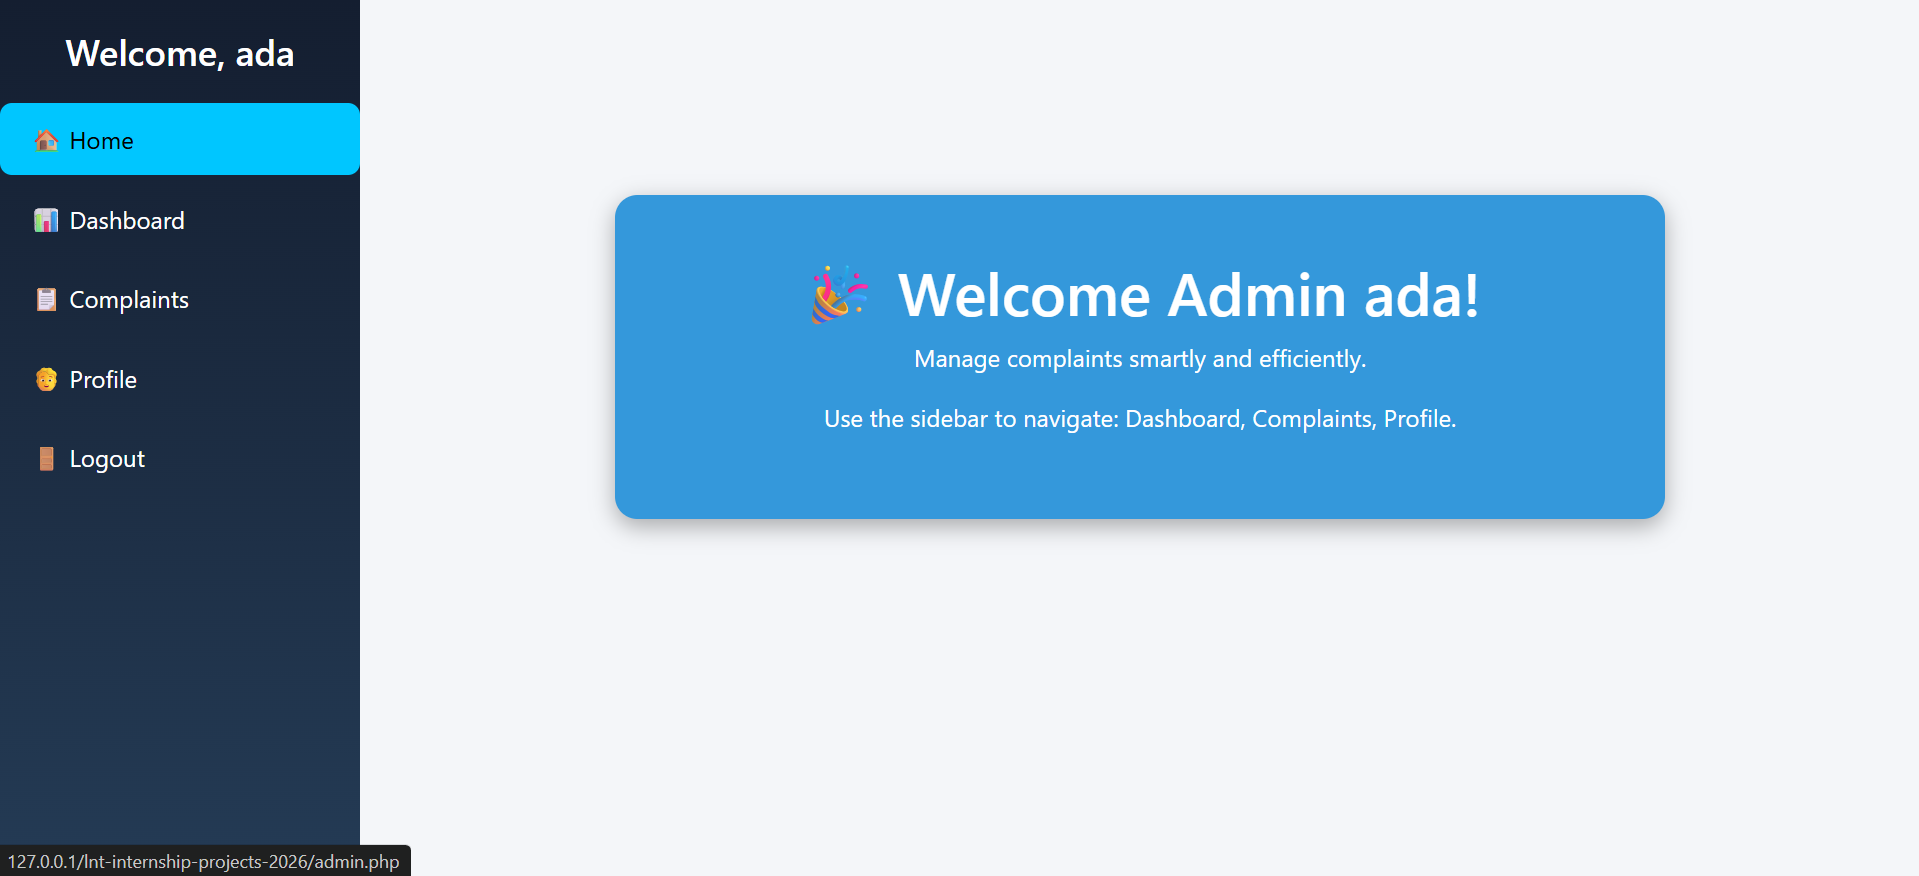 Welcome, ada
Home
Dashboard
Complaints
Profile
Logout
Welcome Admin ada!
Manage complaints smartly and efficiently.
Use the sidebar to navigate: Dashboard, Complaints, Profile.
127.0.0.1/lnt-internship-projects-2026/admin.php